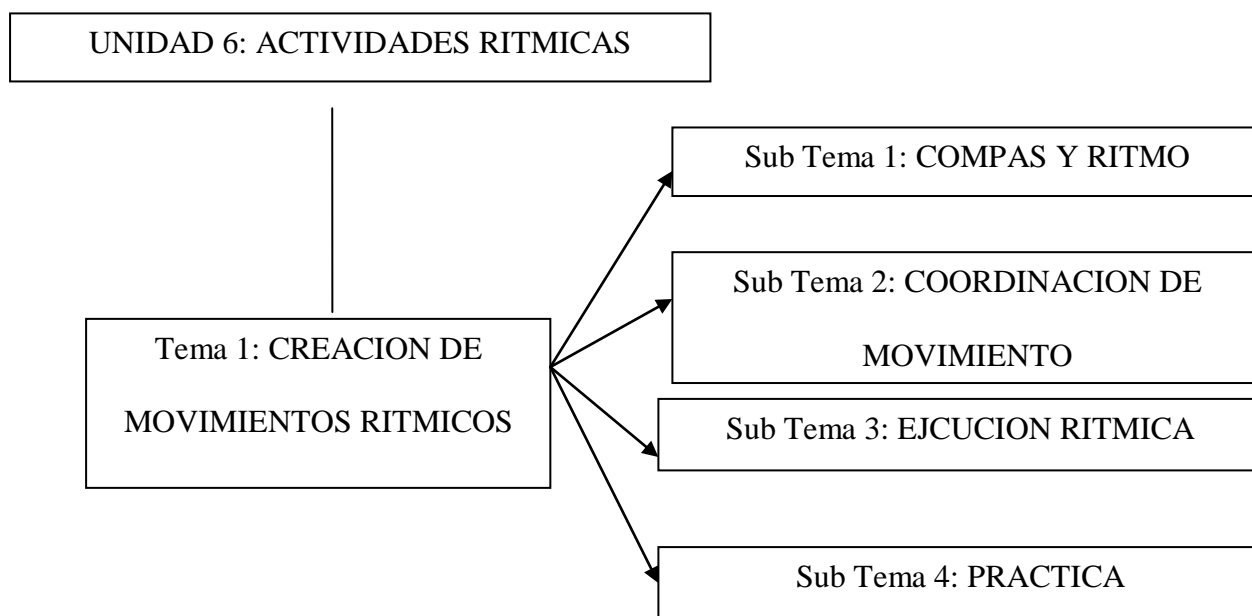 UNIDAD 6: ACTIVIDADES RITMICAS
Sub Tema 1: COMPAS Y RITMO
Sub Tema 2: COORDINACION DE
MOVIMIENTO
Tema 1: CREACION DE
MOVIMIENTOS RITMICOS
Sub Tema 3: EJCUCION RITMICA
Sub Tema 4: PRACTICA